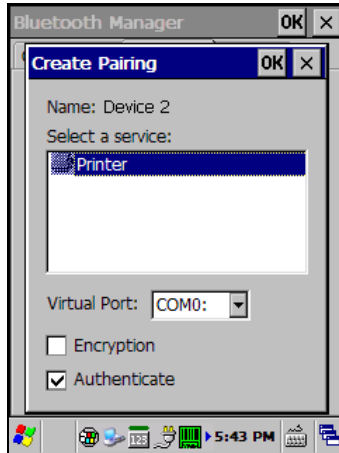 Bluetooth Manager OK
Create Pairing OK
Name: Device 2
Select a service:
Printer
Virtual Port: COM0:
Encryption
Authenticate
5:43 PM